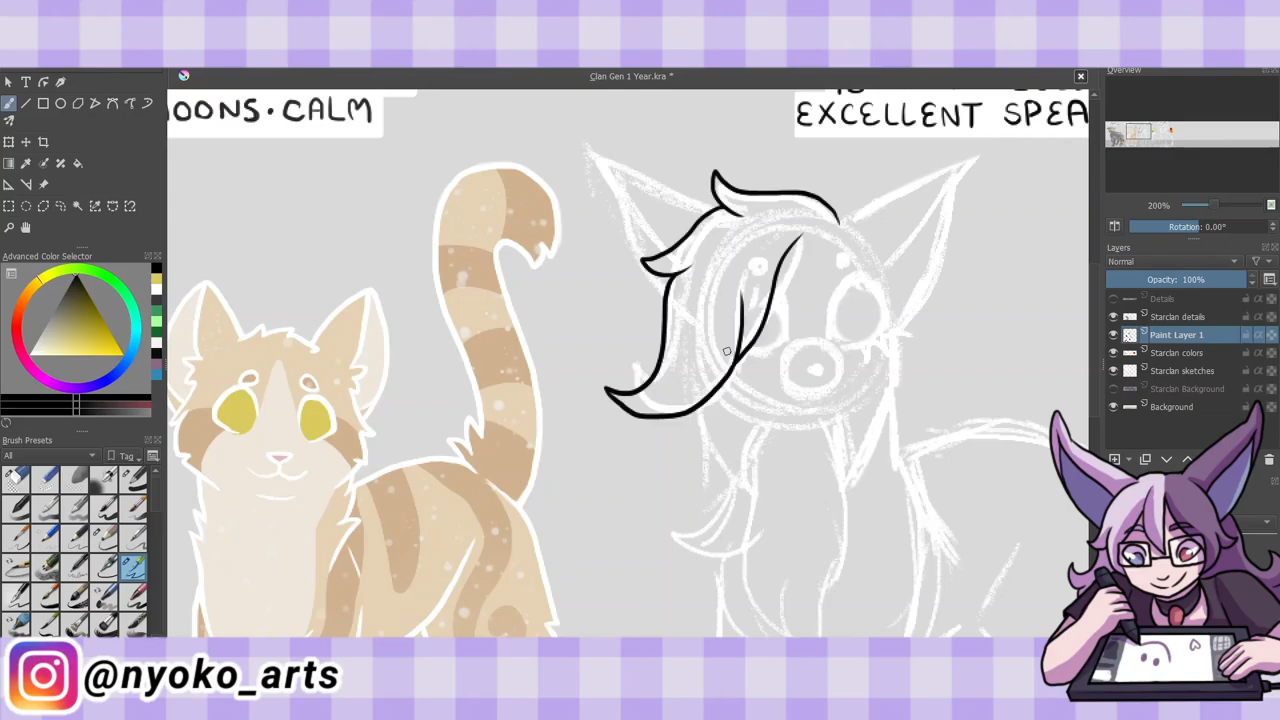 Clan Gen 1 Year.kra *
Overview
OONS·CALM
EXCELLENT SPEA
200%
Rotation: 0.00°
Layers
Normal
Opacity: 100%
Details
Starclan details
Paint Layer 1
Starclan colors
Starclan sketches
Starclan Background
Background
Advanced Color Selector
Brush Presets
All
Tag
@nyoko_arts